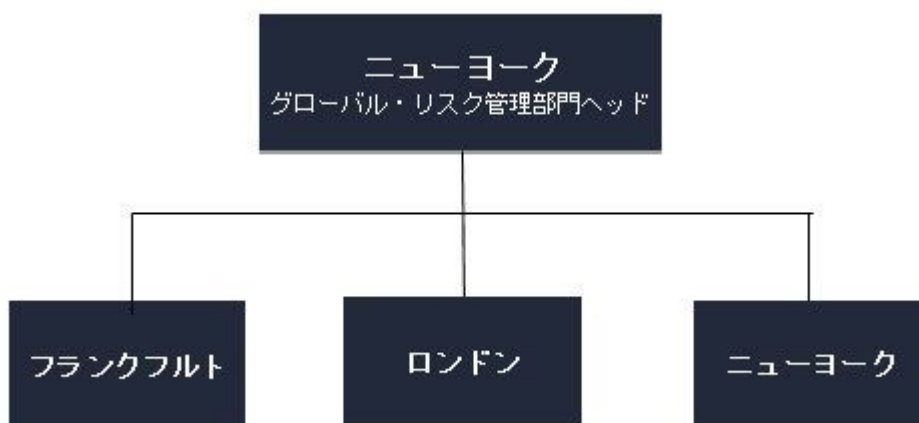 ニューヨーク
グローバル・リスク管理部門ヘッド
フランクフルト
ロンドン
ニューヨーク